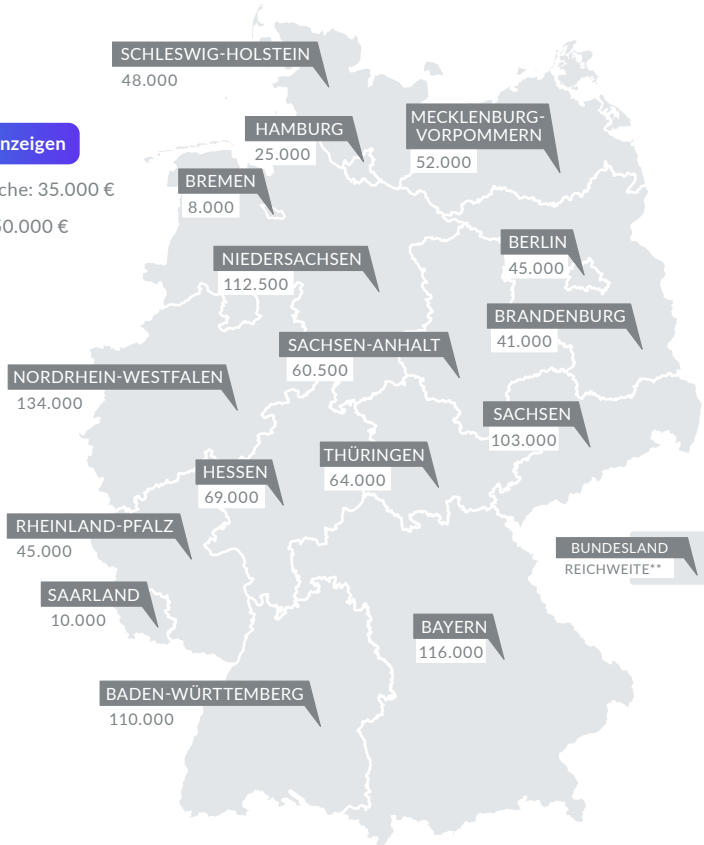 SCHLESWIG-HOLSTEIN
48.000
HAMBURG
25.000
MECKLENBURG-
VORPOMMERN
52.000
nzeigen
BREMEN
8.000
che: 35.000 €
50.000 €
NIEDERSACHSEN
112.500
BERLIN
45.000
BRANDENBURG
41.000
SACHSEN-ANHALT
60.500
NORDRHEIN-WESTFALEN
134.000
SACHSEN
103.000
THÜRINGEN
64.000
HESSEN
69.000
RHEINLAND-PFALZ
45.000
BUNDESLAND
REICHWEITE**
SAARLAND
10.000
BAYERN
116.000
BADEN-WÜRTTEMBERG
110.000